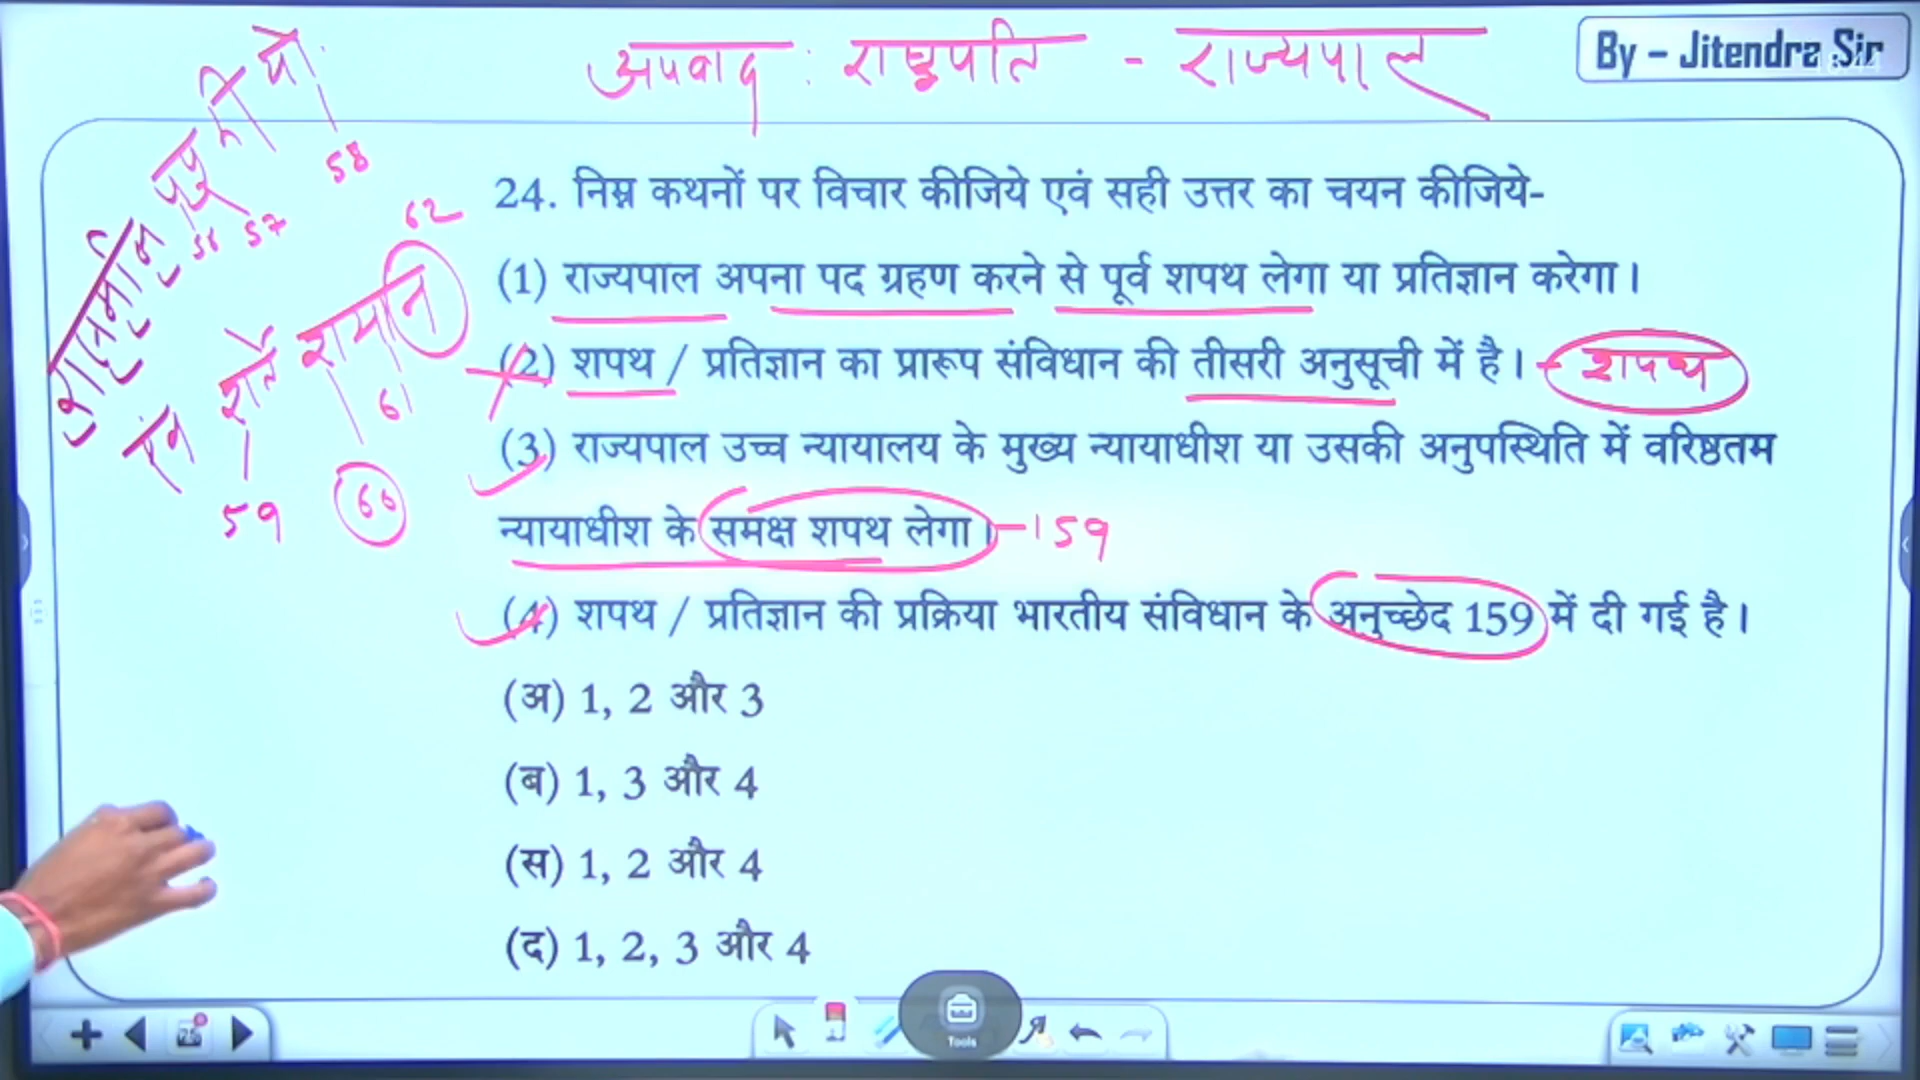 अपवाद : राष्ट्रपति - राज्यपाल
By – Jitendra Sir
58
56 57
62
61
59
60
24. निम्न कथनों पर विचार कीजिये एवं सही उत्तर का चयन कीजिये-
(1) राज्यपाल अपना पद ग्रहण करने से पूर्व शपथ लेगा या प्रतिज्ञान करेगा।
(2) शपथ / प्रतिज्ञान का प्रारूप संविधान की तीसरी अनुसूची में है। - शपथ
(3) राज्यपाल उच्च न्यायालय के मुख्य न्यायाधीश या उसकी अनुपस्थिति में वरिष्ठतम
न्यायाधीश के समक्ष शपथ लेगा। - 159
(4) शपथ / प्रतिज्ञान की प्रक्रिया भारतीय संविधान के अनुच्छेद 159 में दी गई है।
(अ) 1, 2 और 3
(ब) 1, 3 और 4
(स) 1, 2 और 4
(द) 1, 2, 3 और 4
Tools